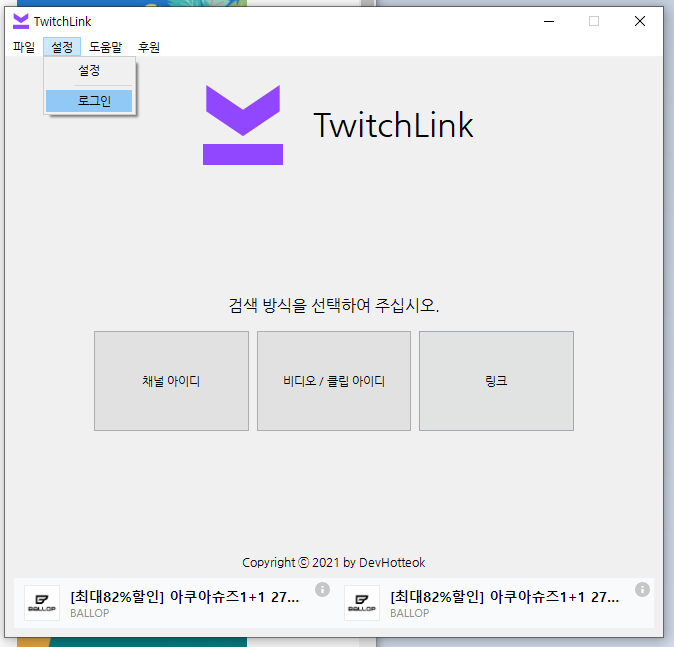 TwitchLink
파일 설정 도움말 후원
설정
로그인
TwitchLink
검색 방식을 선택하여 주십시오.
채널 아이디 비디오 / 클립 아이디 링크
Copyright ⓒ 2021 by DevHotteok
[최대82%할인] 아쿠아슈즈1+1 27... [최대82%할인] 아쿠아슈즈1+1 27...
BALLOP BALLOP BALLOP BALLOP